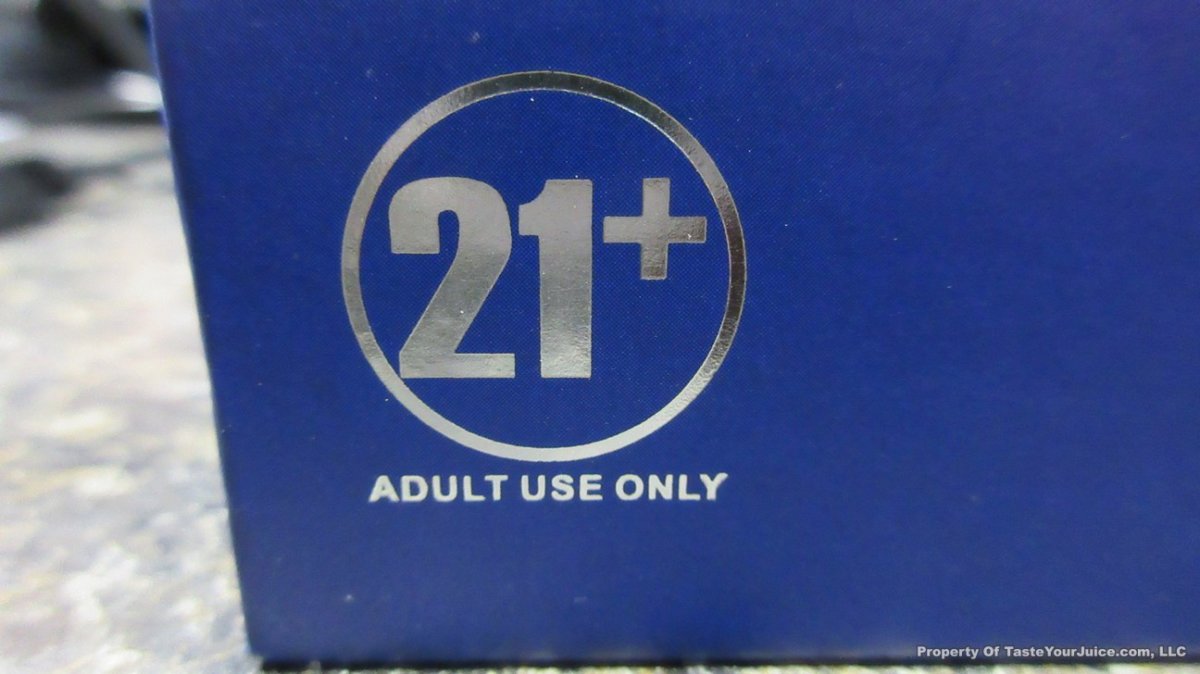 21+
ADULT USE ONLY
Property Of TasteYourJuice.com, LLC